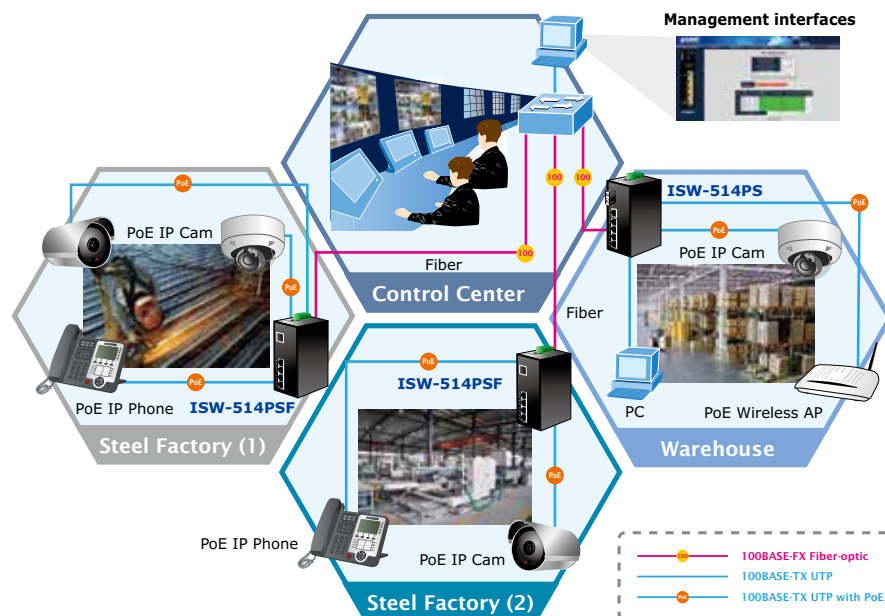 Management interfaces
100
100
100
ISW-514PS
PoE
PoE
PoE
PoE IP Cam
PoE IP Cam
Fiber
Control Center
PoE
Fiber
PoE
PoE
PoE IP Phone
ISW-514PSF
ISW-514PSF
PC
PoE Wireless AP
Steel Factory (1)
Warehouse
PoE
PoE IP Phone
PoE IP Cam
Steel Factory (2)
100
100BASE-FX Fiber-optic
100BASE-TX UTP
PoE
100BASE-TX UTP with PoE